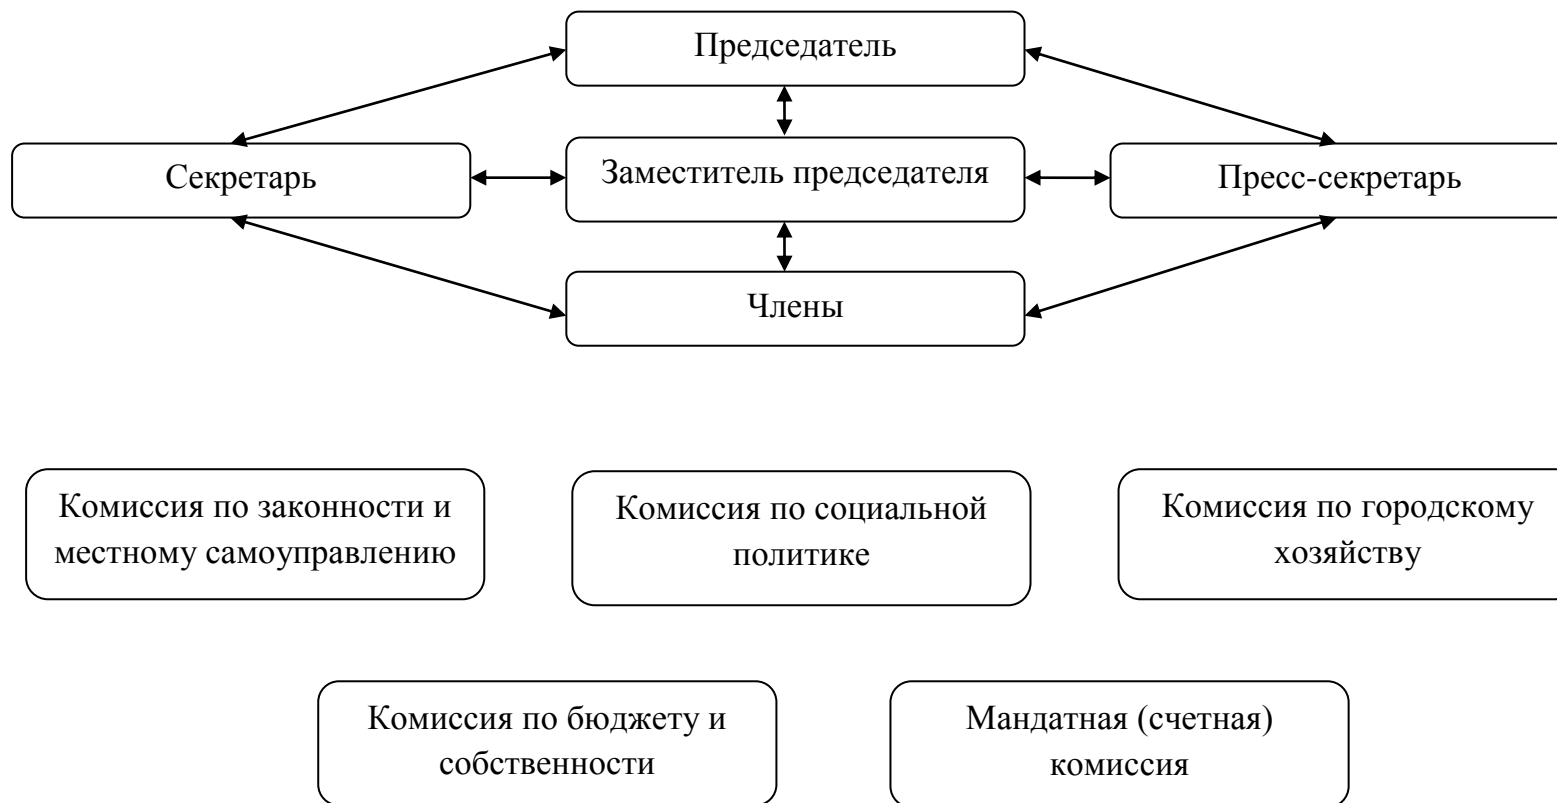 Председатель
Секретарь
Заместитель председателя
Пресс-секретарь
Члены
Комиссия по законности и
местному самоуправлению
Комиссия по социальной
политике
Комиссия по городскому
хозяйству
Комиссия по бюджету и
собственности
Мандатная (счетная)
комиссия